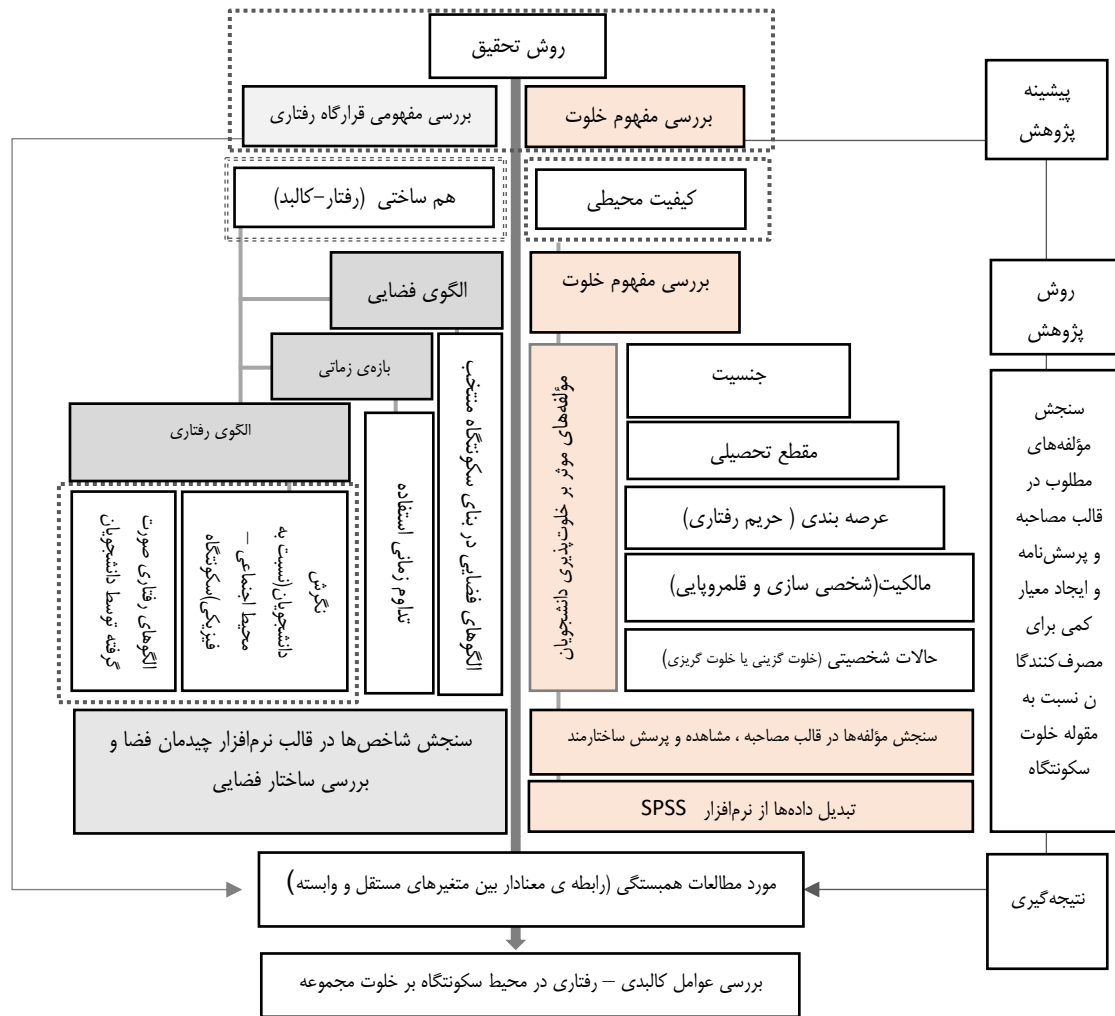 روش تحقیق
بررسی مفهوم خلوت
بررسی مفهومی قرارگاه رفتاری
پیشینه
پژوهش
کیفیت محیطی
هم ساختی (رفتار-کالبد)
بررسی مفهوم خلوت
الگوی فضایی
روش
پژوهش
بازه‌ی زماتی
الگوی رفتاری
مؤلفه‌های موثر بر خلوت‌پذیری دانشجویان
جنسیت
مقطع تحصیلی
عرصه بندی ( حریم رفتاری)
مالکیت(شخصی سازی و قلمروپایی)
حالات شخصیتی (خلوت گزینی یا خلوت گریزی)
الگوهای فضایی در بنای سکونتگاه منتخب
تداوم زمانی استفاده
نگرش
دانشجویان(نسبت به
محیط اجتماعی –
فیزیکی)سکونتگاه
الگوهای رفتاری صورت
گرفته توسط دانشجویان
سنجش
مؤلفه‌های
مطلوب در
قالب مصاحبه
و پرسش‌نامه
و ایجاد معیار
کمی برای
مصرف‌کنندگا
ن نسبت به
مقوله خلوت
سکونتگاه
سنجش مؤلفه‌ها در قالب مصاحبه ، مشاهده و پرسش ساختارمند
سنجش شاخص‌ها در قالب نرم‌افزار چیدمان فضا و
بررسی ساختار فضایی
تبدیل داده‌ها از نرم‌افزار SPSS
مورد مطالعات همبستگی (رابطه ی معنادار بین متغیرهای مستقل و وابسته)
نتیجه‌گیری
بررسی عوامل کالبدی – رفتاری در محیط سکونتگاه بر خلوت مجموعه